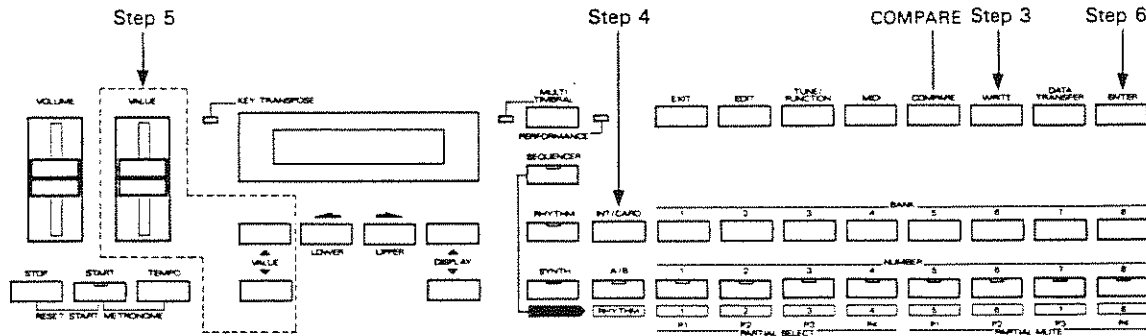 Step 5 Step 4 COMPARE Step 3 Step 6
VOLUME VALUE KEY TRANSPOSE MULTI TIMBRAL EXIT EDIT TUNE/FUNCTION MIDI COMPARE WRITE DATA TRANSFER ENTER
PERFORMANCE
SEQUENCER
BANK
RHYTHM INT/CARD 1 2 3 4 5 6 7 8
LOWER UPPER VALUE DISPLAY
NUMBER
STOP START TEMPO SYNTH A/B 1 2 3 4 5 6 7 8
RESET START METRONOME RHYTHM 1 2 3 4 5 6 7 8
P1 P2 P3 P4 P1 P2 P3 P4
PARTIAL SELECT PARTIAL MUTE